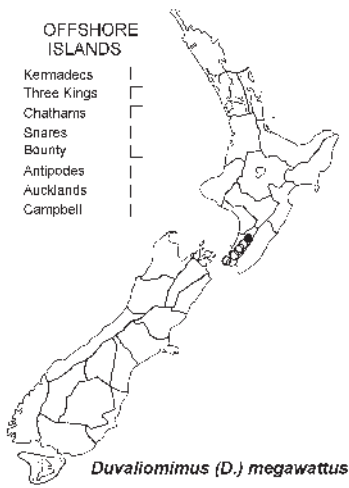 OFFSHORE
ISLANDS
Kermadecs
Three Kings
Chathams
Snares
Bounty
Antipodes
Aucklands
Campbell
Duvaliomimus (D.) megawattus